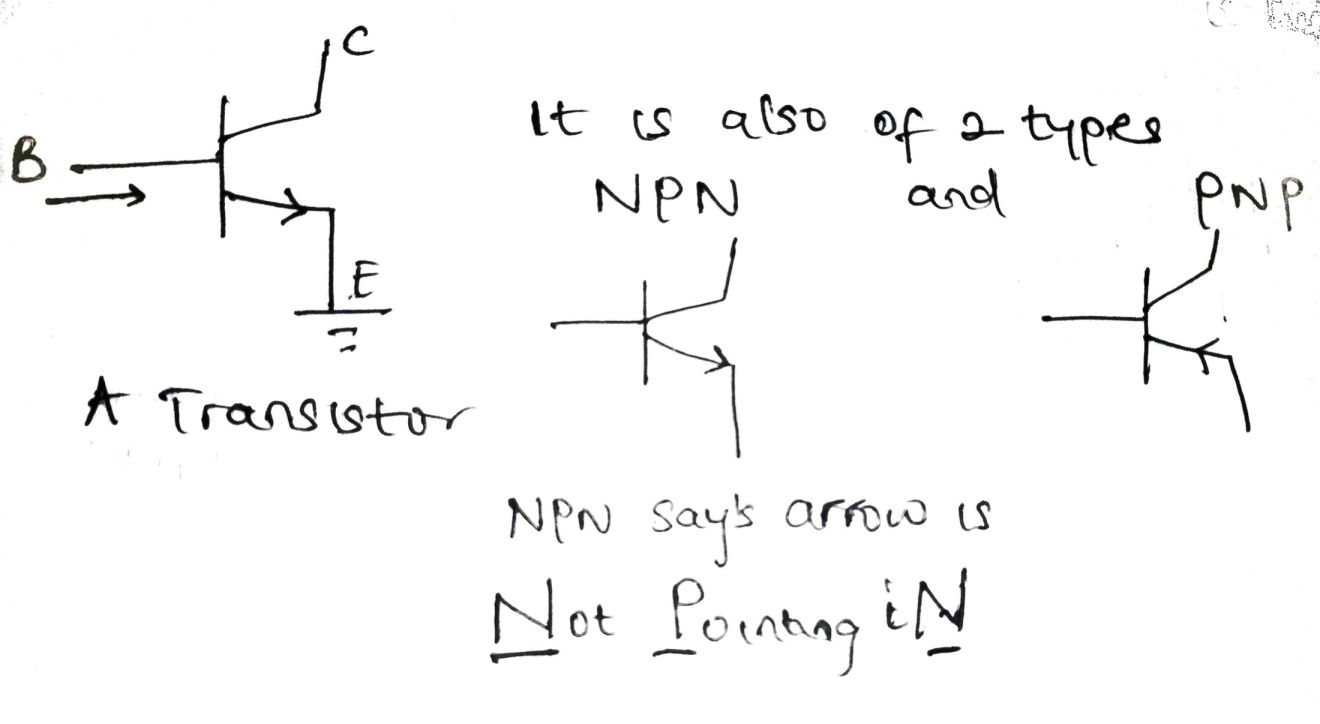 C
B
It is also of 2 types
NPN and PNP
E
A Transistor
NPN say's arrow is
Not Pointing iN